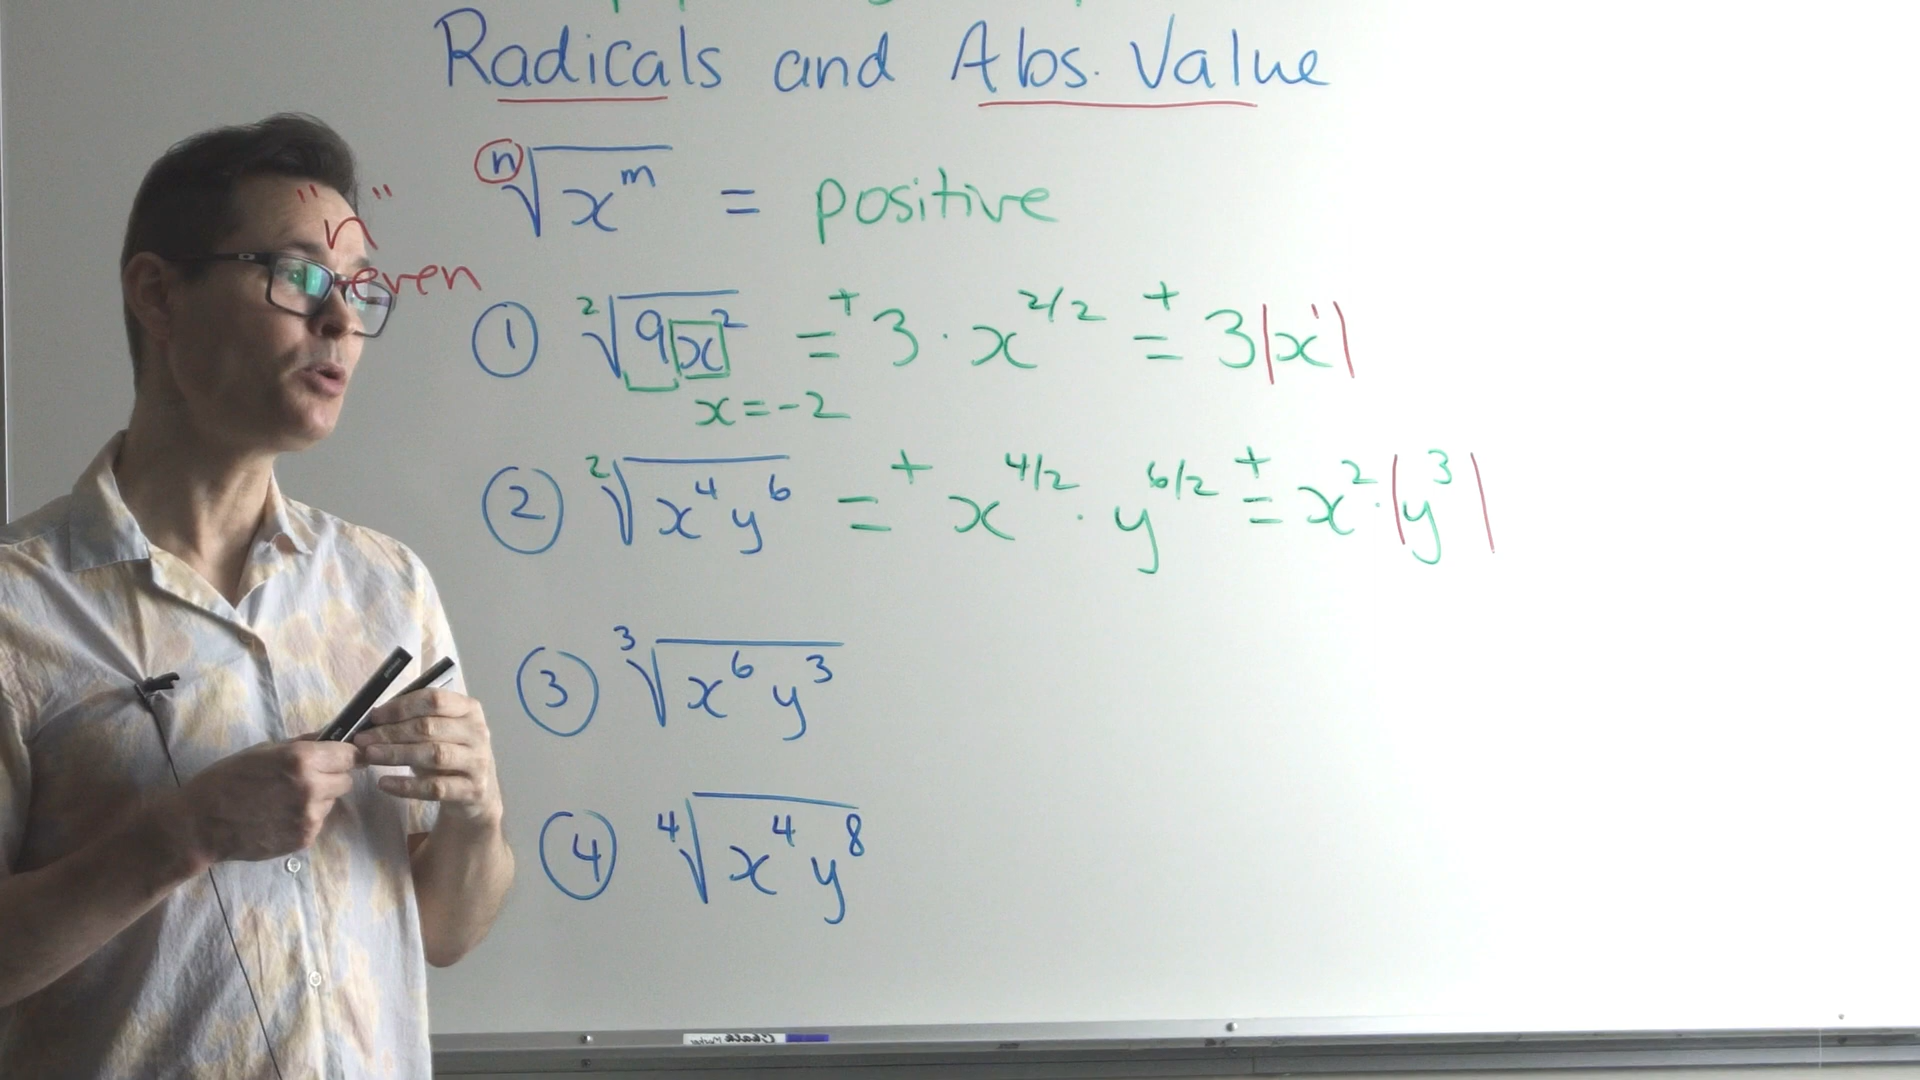 Radicals and Abs. Value
ⁿ√(xᵐ) = positive
"n"
even
① ²√(9x²) =⁺ 3 · x^(2/2) =⁺ 3|x¹|
x = -2
② ²√(x⁴y⁶) =⁺ x^(4/2) · y^(6/2) =⁺ x² · |y³|
③ ³√(x⁶y³)
④ ⁴√(x⁴y⁸)